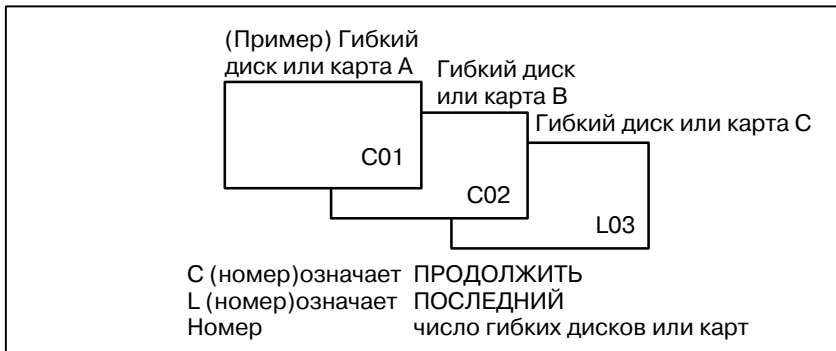 (Пример) Гибкий
диск или карта A
Гибкий диск
или карта B
Гибкий диск или карта C
C01
C02
L03
C (номер)означает ПРОДОЛЖИТЬ
L (номер)означает ПОСЛЕДНИЙ
Номер число гибких дисков или карт